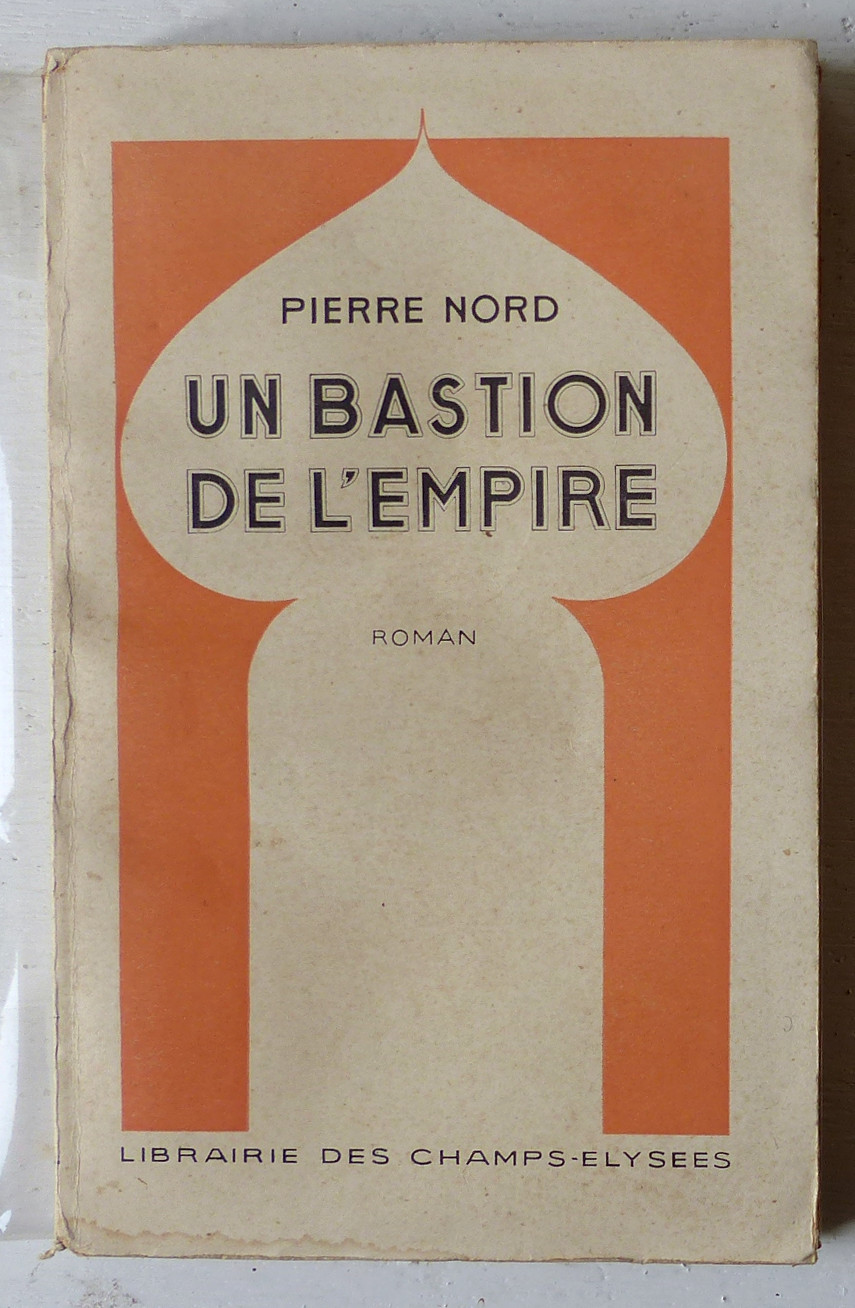 PIERRE NORD
UN BASTION
DE L'EMPIRE
ROMAN
LIBRAIRIE DES CHAMPS-ELYSEES